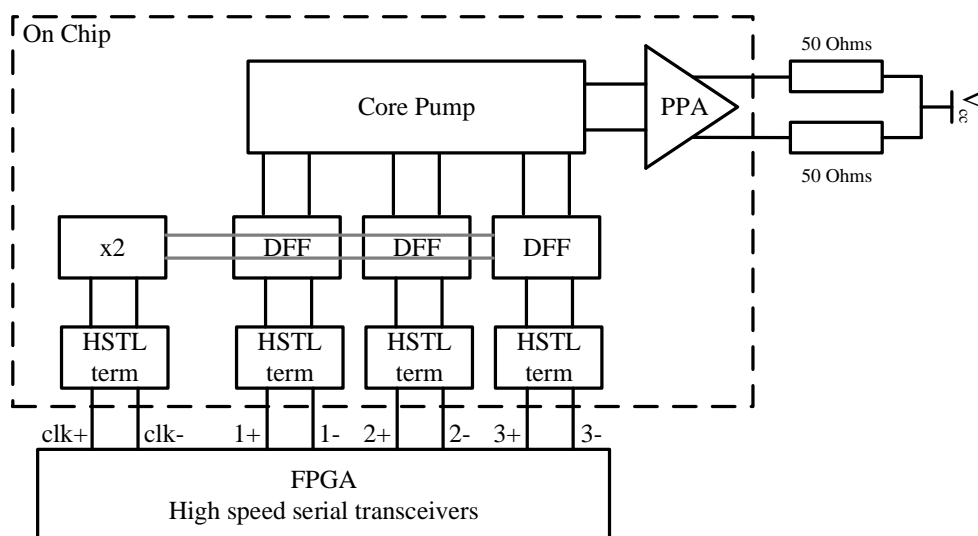 On Chip
50 Ohms
Core Pump
PPA
Vcc
50 Ohms
x2
DFF
DFF
DFF
HSTL
term
HSTL
term
HSTL
term
HSTL
term
clk+
clk-
1+
1-
2+
2-
3+
3-
FPGA
High speed serial transceivers